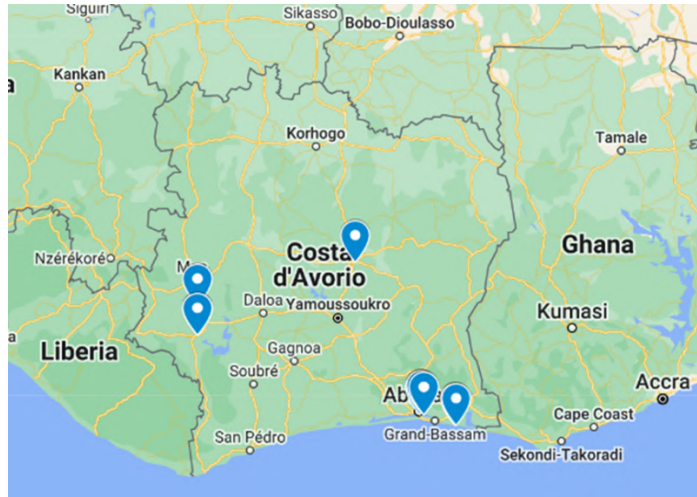 Siguiri
Sikasso
Bobo-Dioulasso
Kankan
Korhogo
Tamale
Nzérékoré
Costa
d'Avorio
Ghana
Daloa
Yamoussoukro
Kumasi
Liberia
Gagnoa
Soubré
Accra
Cape Coast
Grand-Bassam
San Pédro
Sekondi-Takoradi